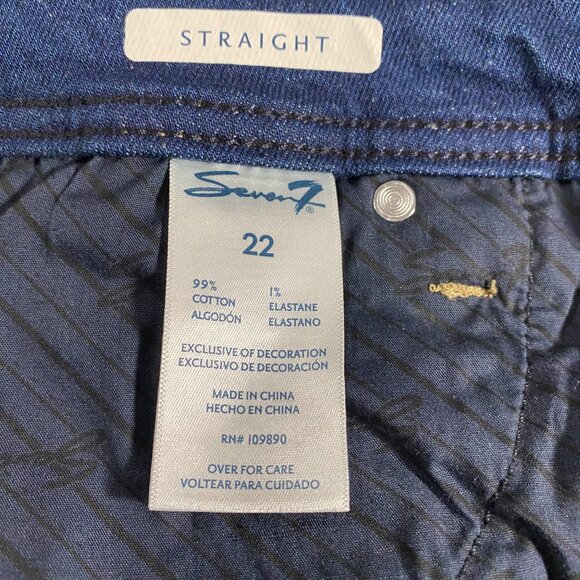 STRAIGHT
Seven7®
22
99% 1%
COTTON ELASTANE
ALGODÓN ELASTANO
EXCLUSIVE OF DECORATION
EXCLUSIVO DE DECORACIÓN
MADE IN CHINA
HECHO EN CHINA
RN# 109890
OVER FOR CARE
VOLTEAR PARA CUIDADO